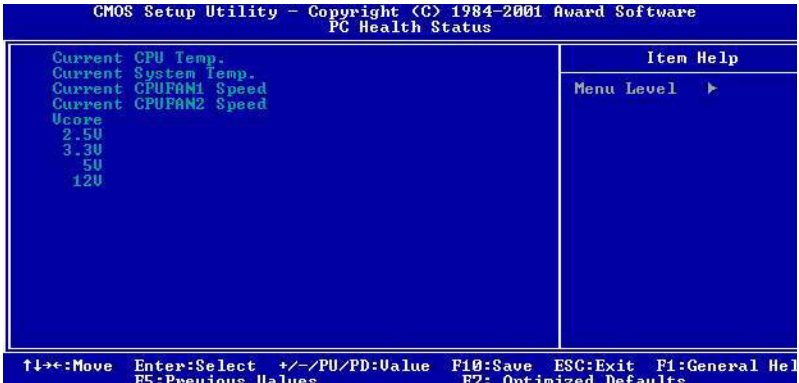 CMOS Setup Utility - Copyright (C) 1984-2001 Award Software
PC Health Status
Current CPU Temp.
Current System Temp.
Current CPUFAN1 Speed
Current CPUFAN2 Speed
Vcore
2.5V
3.3V
5V
12V
Item Help
Menu Level ►
↑↓→←:Move Enter:Select +/-/PU/PD:Value F10:Save ESC:Exit F1:General Hel
F5:Previous Values F7: Optimized Defaults